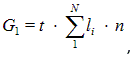 G₁ = t · ∑₁ᴺ lᵢ · n ,